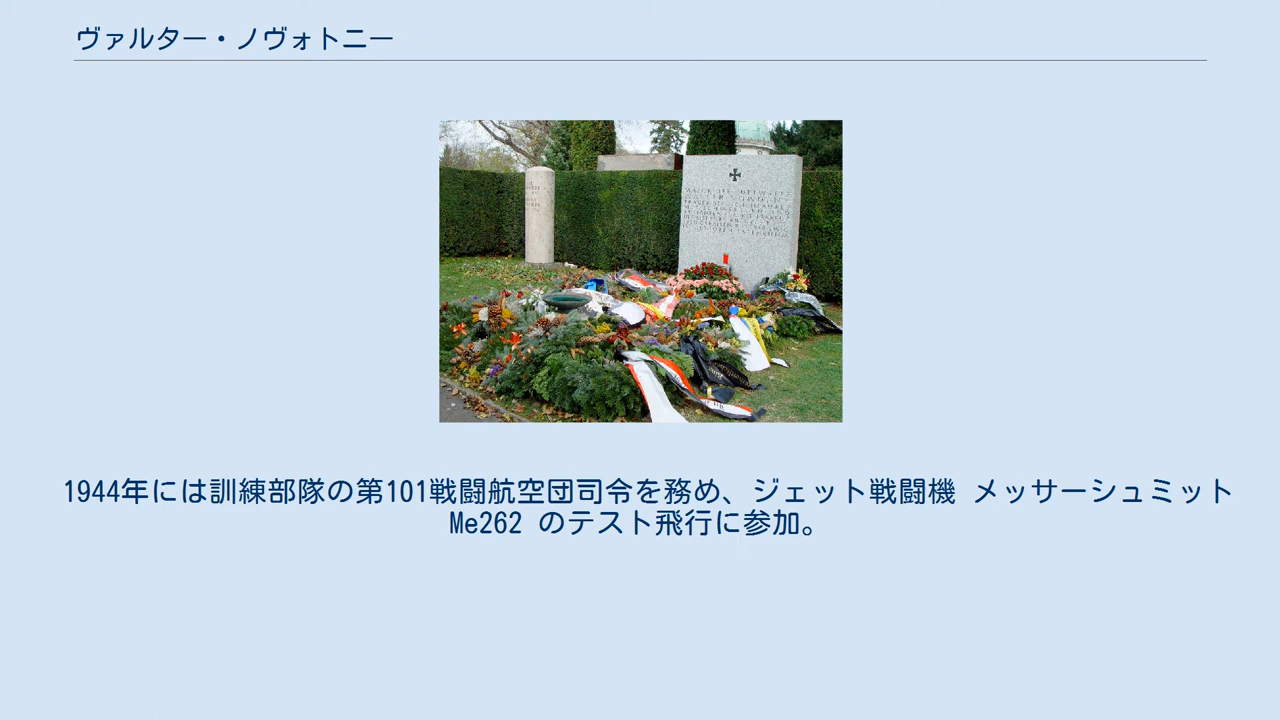 ヴァルター・ノヴォトニー
1944年には訓練部隊の第101戦闘航空団司令を務め、ジェット戦闘機 メッサーシュミット
Me262 のテスト飛行に参加。